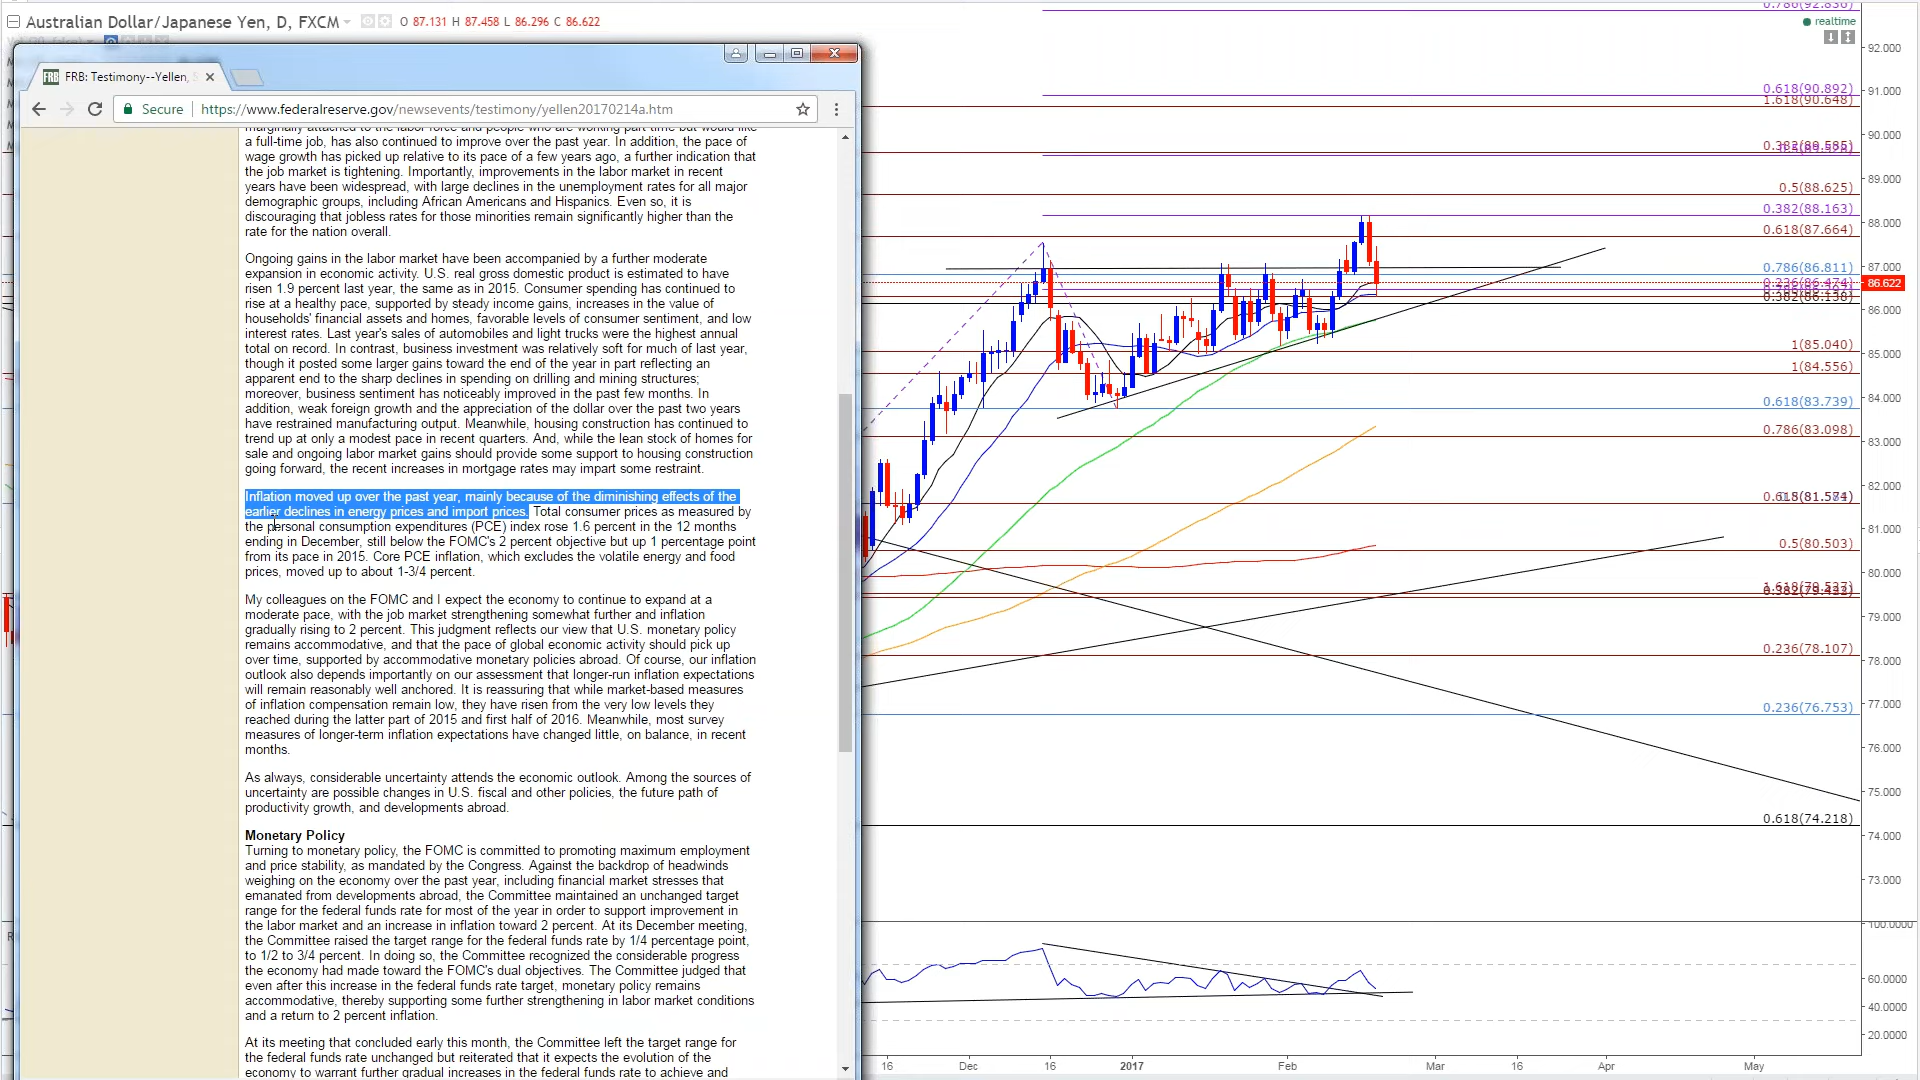 Australian Dollar/Japanese Yen, D, FXCM
O 87.131 H 87.458 L 86.296 C 86.622
realtime
FRB: Testimony--Yellen,
Secure
https://www.federalreserve.gov/newsevents/testimony/yellen20170214a.htm
marginally attached to the labor force and people who are working part time but would like
a full-time job, has also continued to improve over the past year. In addition, the pace of
wage growth has picked up relative to its pace of a few years ago, a further indication that
the job market is tightening. Importantly, improvements in the labor market in recent
years have been widespread, with large declines in the unemployment rates for all major
demographic groups, including African Americans and Hispanics. Even so, it is
discouraging that jobless rates for those minorities remain significantly higher than the
rate for the nation overall.
Ongoing gains in the labor market have been accompanied by a further moderate
expansion in economic activity. U.S. real gross domestic product is estimated to have
risen 1.9 percent last year, the same as in 2015. Consumer spending has continued to
rise at a healthy pace, supported by steady income gains, increases in the value of
households' financial assets and homes, favorable levels of consumer sentiment, and low
interest rates. Last year's sales of automobiles and light trucks were the highest annual
total on record. In contrast, business investment was relatively soft for much of last year,
though it posted some larger gains toward the end of the year in part reflecting an
apparent end to the sharp declines in spending on drilling and mining structures;
moreover, business sentiment has noticeably improved in the past few months. In
addition, weak foreign growth and the appreciation of the dollar over the past two years
have restrained manufacturing output. Meanwhile, housing construction has continued to
trend up at only a modest pace in recent quarters. And, while the lean stock of homes for
sale and ongoing labor market gains should provide some support to housing construction
going forward, the recent increases in mortgage rates may impart some restraint.
Inflation moved up over the past year, mainly because of the diminishing effects of the
earlier declines in energy prices and import prices. Total consumer prices as measured by
the personal consumption expenditures (PCE) index rose 1.6 percent in the 12 months
ending in December, still below the FOMC's 2 percent objective but up 1 percentage point
from its pace in 2015. Core PCE inflation, which excludes the volatile energy and food
prices, moved up to about 1-3/4 percent.
My colleagues on the FOMC and I expect the economy to continue to expand at a
moderate pace, with the job market strengthening somewhat further and inflation
gradually rising to 2 percent. This judgment reflects our view that U.S. monetary policy
remains accommodative, and that the pace of global economic activity should pick up
over time, supported by accommodative monetary policies abroad. Of course, our inflation
outlook also depends importantly on our assessment that longer-run inflation expectations
will remain reasonably well anchored. It is reassuring that while market-based measures
of inflation compensation remain low, they have risen from the very low levels they
reached during the latter part of 2015 and first half of 2016. Meanwhile, most survey
measures of longer-term inflation expectations have changed little, on balance, in recent
months.
As always, considerable uncertainty attends the economic outlook. Among the sources of
uncertainty are possible changes in U.S. fiscal and other policies, the future path of
productivity growth, and developments abroad.
Monetary Policy
Turning to monetary policy, the FOMC is committed to promoting maximum employment
and price stability, as mandated by the Congress. Against the backdrop of headwinds
weighing on the economy over the past year, including financial market stresses that
emanated from developments abroad, the Committee maintained an unchanged target
range for the federal funds rate for most of the year in order to support improvement in
the labor market and an increase in inflation toward 2 percent. At its December meeting,
the Committee raised the target range for the federal funds rate by 1/4 percentage point,
to 1/2 to 3/4 percent. In doing so, the Committee recognized the considerable progress
the economy had made toward the FOMC's dual objectives. The Committee judged that
even after this increase in the federal funds rate target, monetary policy remains
accommodative, thereby supporting some further strengthening in labor market conditions
and a return to 2 percent inflation.
At its meeting that concluded early this month, the Committee left the target range for
the federal funds rate unchanged but reiterated that it expects the evolution of the
economy to warrant further gradual increases in the federal funds rate to achieve and
0.786(92.836)
0.618(90.892)
1.618(90.648)
0.5(88.625)
0.382(88.163)
0.618(87.664)
0.786(86.811)
0.236(86.474)
0.382(86.138)
1(85.040)
1(84.556)
0.618(83.739)
0.786(83.098)
0.5(80.503)
0.236(78.107)
0.236(76.753)
0.618(74.218)
92.000
91.000
90.000
89.000
88.000
87.000
86.622
86.000
85.000
84.000
83.000
82.000
81.000
80.000
79.000
78.000
77.000
76.000
75.000
74.000
73.000
100.0000
60.0000
40.0000
20.0000
16
Dec
16
2017
Feb
Mar
16
Apr
May